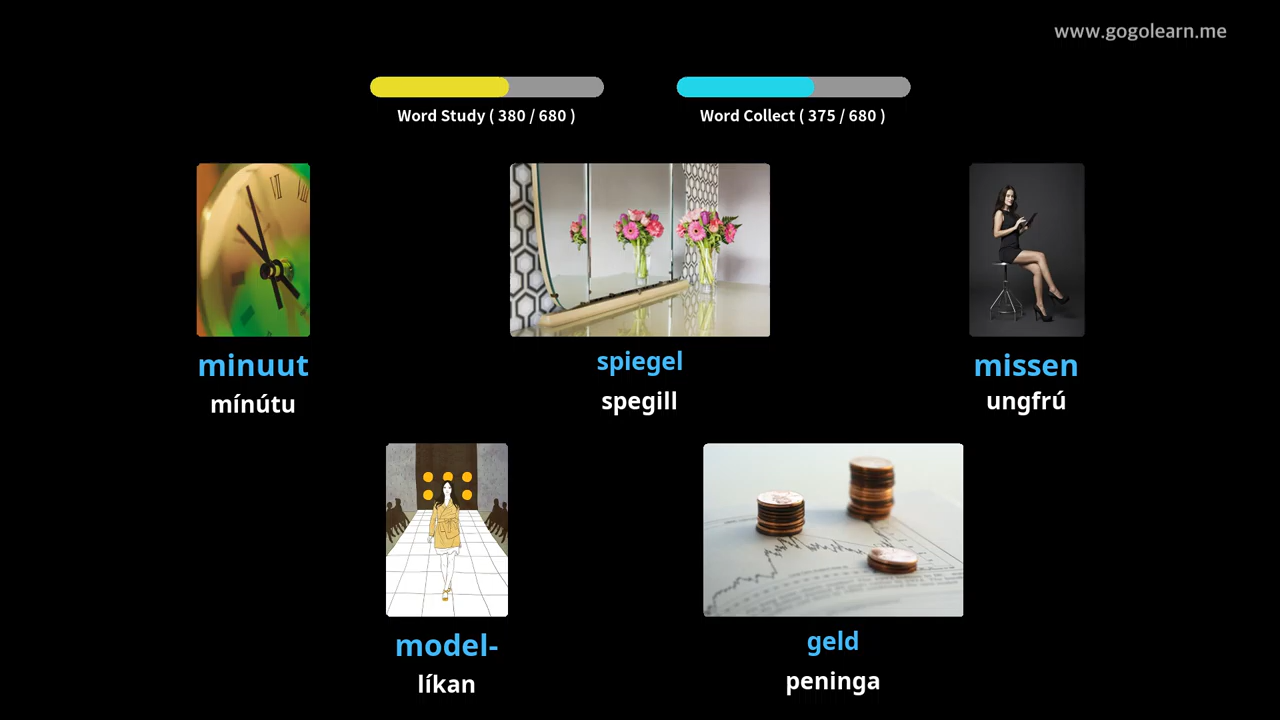 www.gogolearn.me
Word Study ( 380 / 680 )
Word Collect ( 375 / 680 )
minuut
mínútu
spiegel
spegill
missen
ungfrú
model-
líkan
geld
peninga